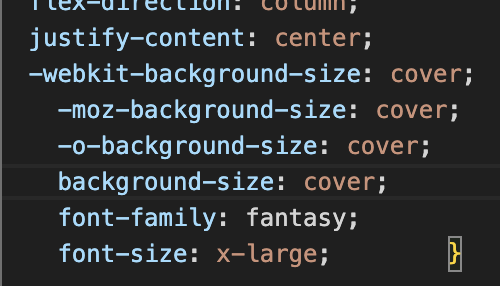 flex-direction: column;
justify-content: center;
-webkit-background-size: cover;
-moz-background-size: cover;
-o-background-size: cover;
background-size: cover;
font-family: fantasy;
font-size: x-large; }